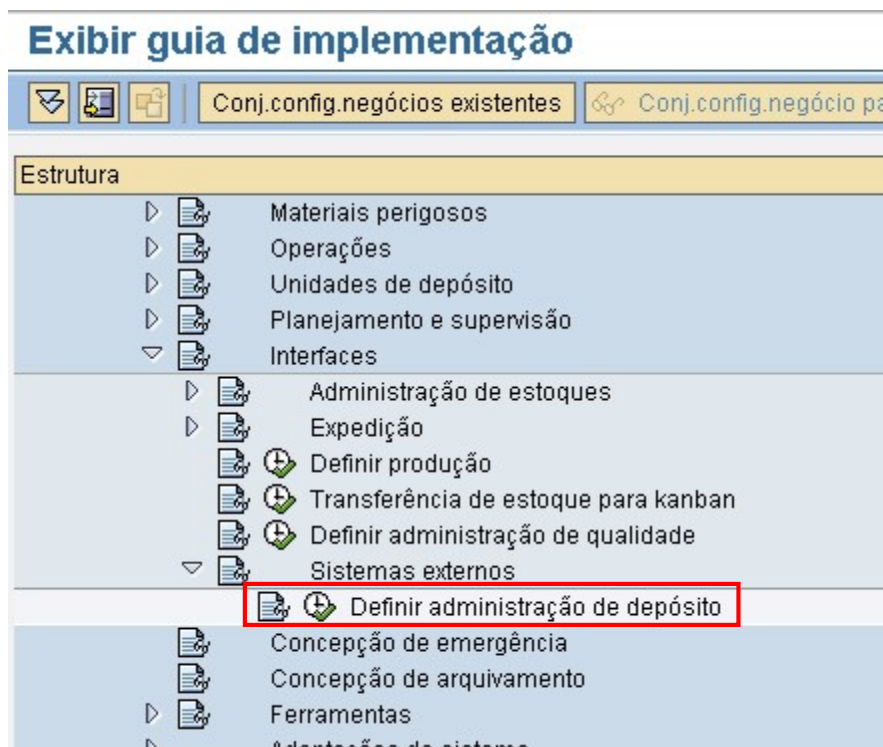 Exibir guia de implementação
Conj.config.negócios existentes Conj.config.negócio pa
Estrutura
Materiais perigosos
Operações
Unidades de depósito
Planejamento e supervisão
Interfaces
Administração de estoques
Expedição
Definir produção
Transferência de estoque para kanban
Definir administração de qualidade
Sistemas externos
Definir administração de depósito
Concepção de emergência
Concepção de arquivamento
Ferramentas